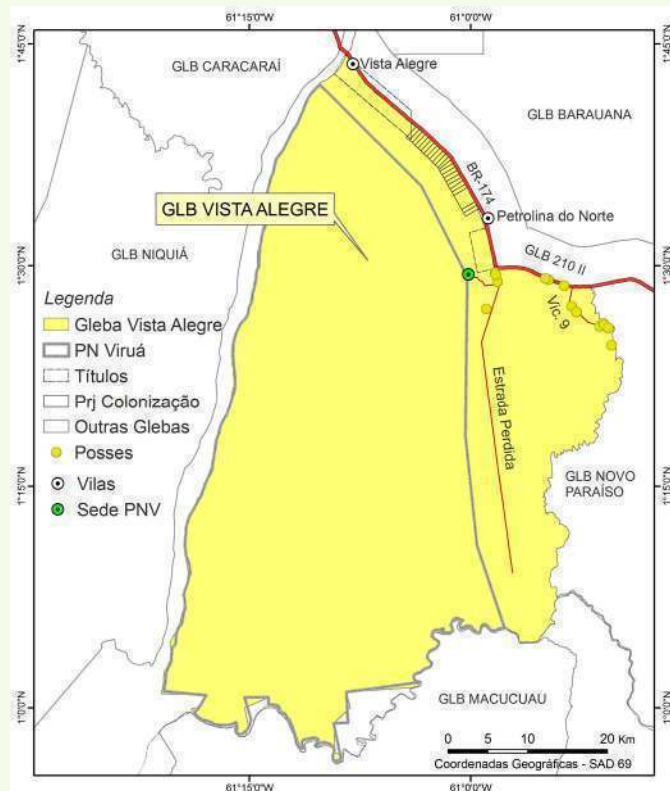 61°15'0"W
61°0'0"W
1°45'0"N
1°45'0"N
GLB CARACARAÍ
Vista Alegre
GLB BARAUANA
BR-174
GLB VISTA ALEGRE
Petrolina do Norte
GLB NIQUIÁ
GLB 210 II
1°30'0"N
1°30'0"N
Vic. 9
Legenda
Gleba Vista Alegre
PN Viruá
Títulos
Prj Colonização
Outras Glebas
Posses
Vilas
Sede PNV
Estrada Perdida
GLB NOVO
PARAÍSO
1°15'0"N
1°15'0"N
1°0'0"N
1°0'0"N
GLB MACUCUAU
0 5 10 20 Km
Coordenadas Geográficas - SAD 69
61°15'0"W
61°0'0"W